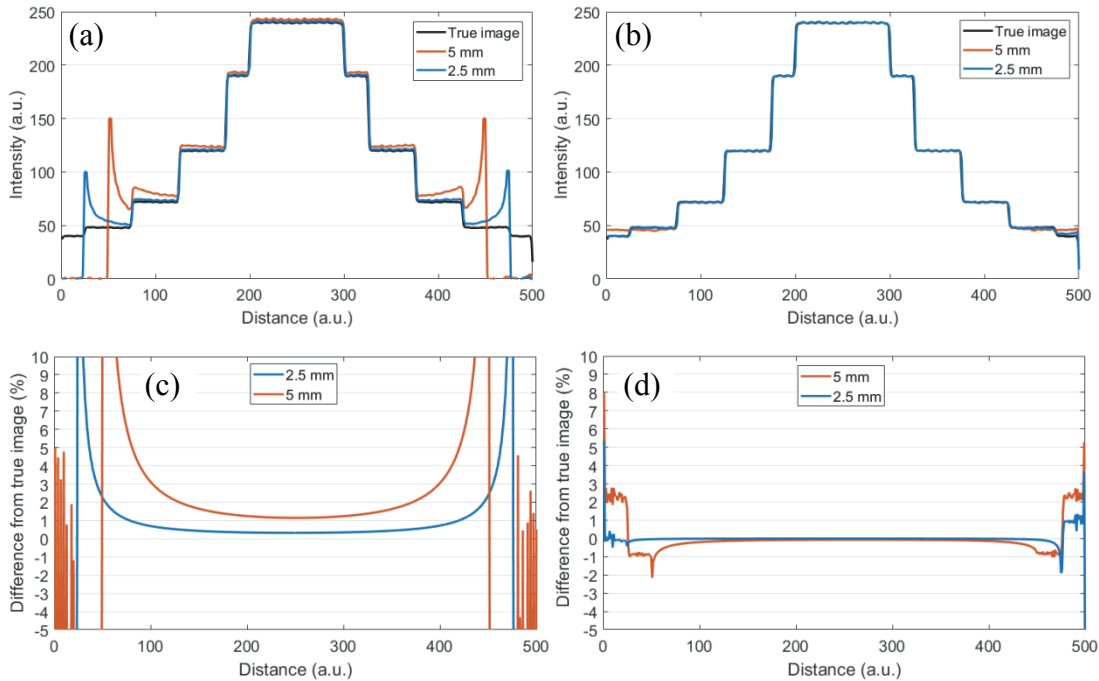 (a)
True image
5 mm
2.5 mm
Intensity (a.u.)
250
200
150
100
50
0
0 100 200 300 400 500
Distance (a.u.)
(b)
True image
5 mm
2.5 mm
Intensity (a.u.)
250
200
150
100
50
0
0 100 200 300 400 500
Distance (a.u.)
(c)
2.5 mm
5 mm
Difference from true image (%)
10
9
8
7
6
5
4
3
2
1
0
-1
-2
-3
-4
-5
0 100 200 300 400 500
Distance (a.u.)
(d)
5 mm
2.5 mm
Difference from true image (%)
10
9
8
7
6
5
4
3
2
1
0
-1
-2
-3
-4
-5
0 100 200 300 400 500
Distance (a.u.)